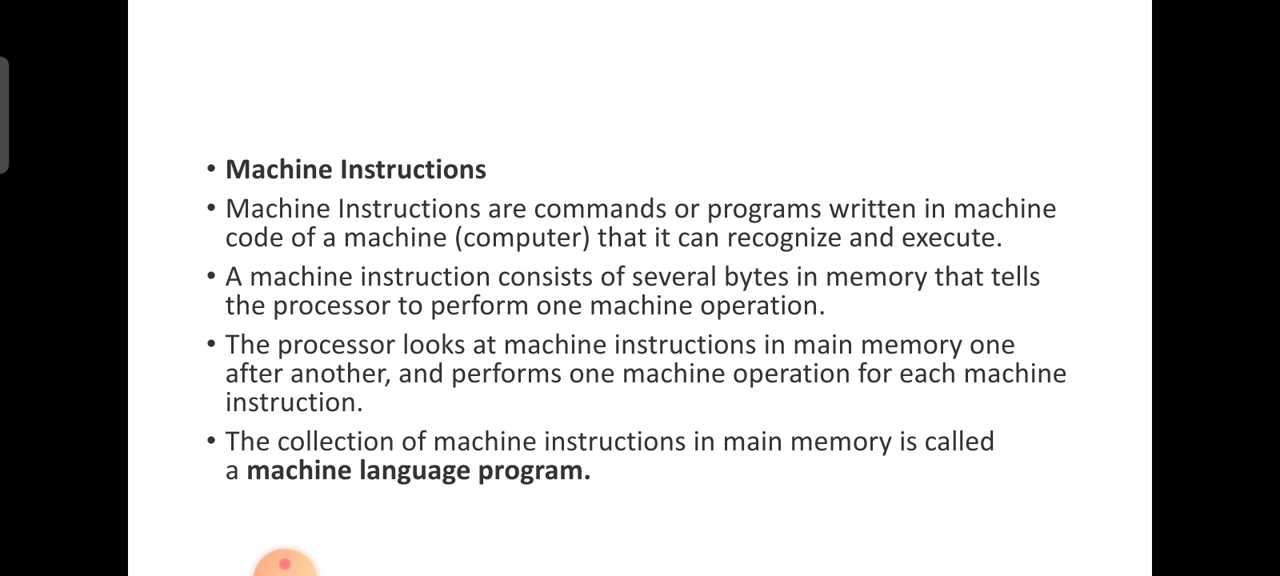 • Machine Instructions
• Machine Instructions are commands or programs written in machine
code of a machine (computer) that it can recognize and execute.
• A machine instruction consists of several bytes in memory that tells
the processor to perform one machine operation.
• The processor looks at machine instructions in main memory one
after another, and performs one machine operation for each machine
instruction.
• The collection of machine instructions in main memory is called
a machine language program.